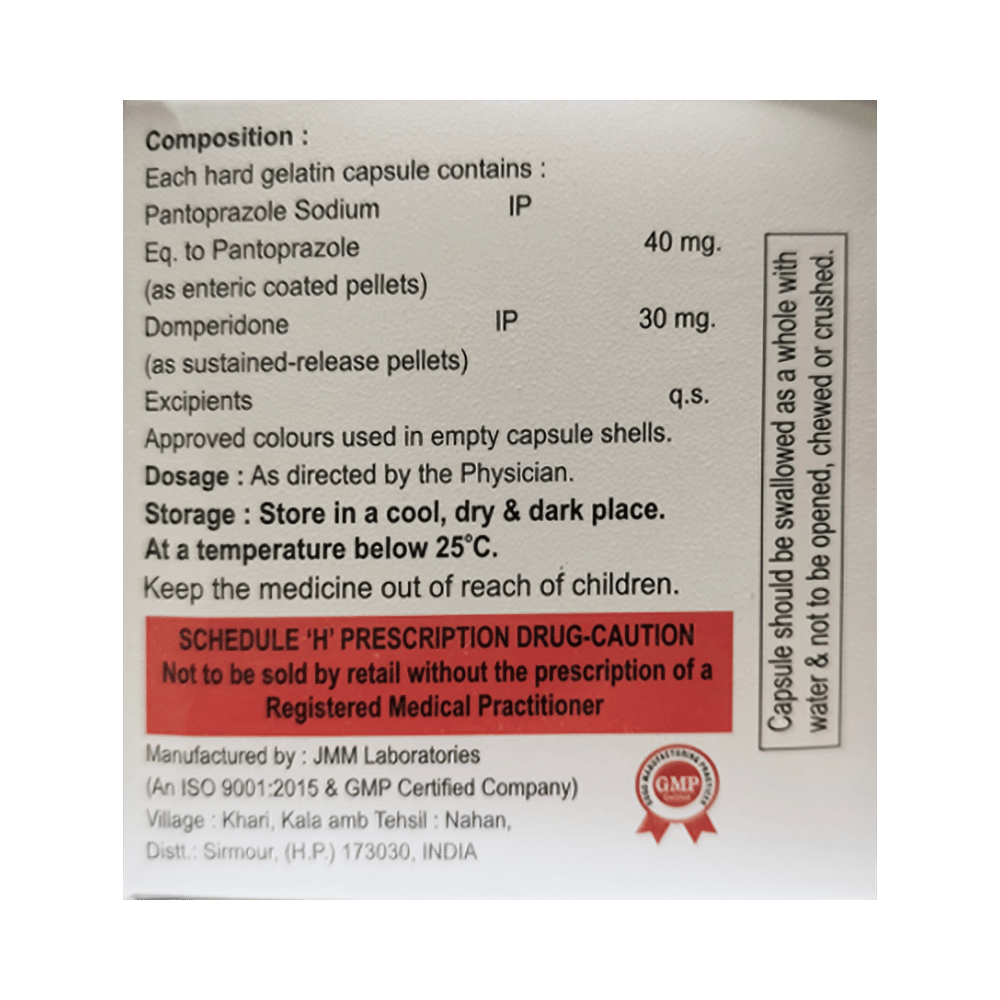 Composition :
Each hard gelatin capsule contains :
Pantoprazole Sodium IP
Eq. to Pantoprazole 40 mg.
(as enteric coated pellets)
Domperidone IP 30 mg.
(as sustained-release pellets)
Excipients q.s.
Approved colours used in empty capsule shells.
Dosage : As directed by the Physician.
Storage : Store in a cool, dry & dark place.
At a temperature below 25°C.
Keep the medicine out of reach of children.
SCHEDULE ‘H’ PRESCRIPTION DRUG-CAUTION
Not to be sold by retail without the prescription of a
Registered Medical Practitioner
Manufactured by : JMM Laboratories
(An ISO 9001:2015 & GMP Certified Company)
Village : Khari, Kala amb Tehsil : Nahan,
Distt.: Sirmour, (H.P.) 173030, INDIA
GOOD MANUFACTURING PRACTICES
GMP
Capsule should be swallowed as a whole with
water & not to be opened, chewed or crushed.